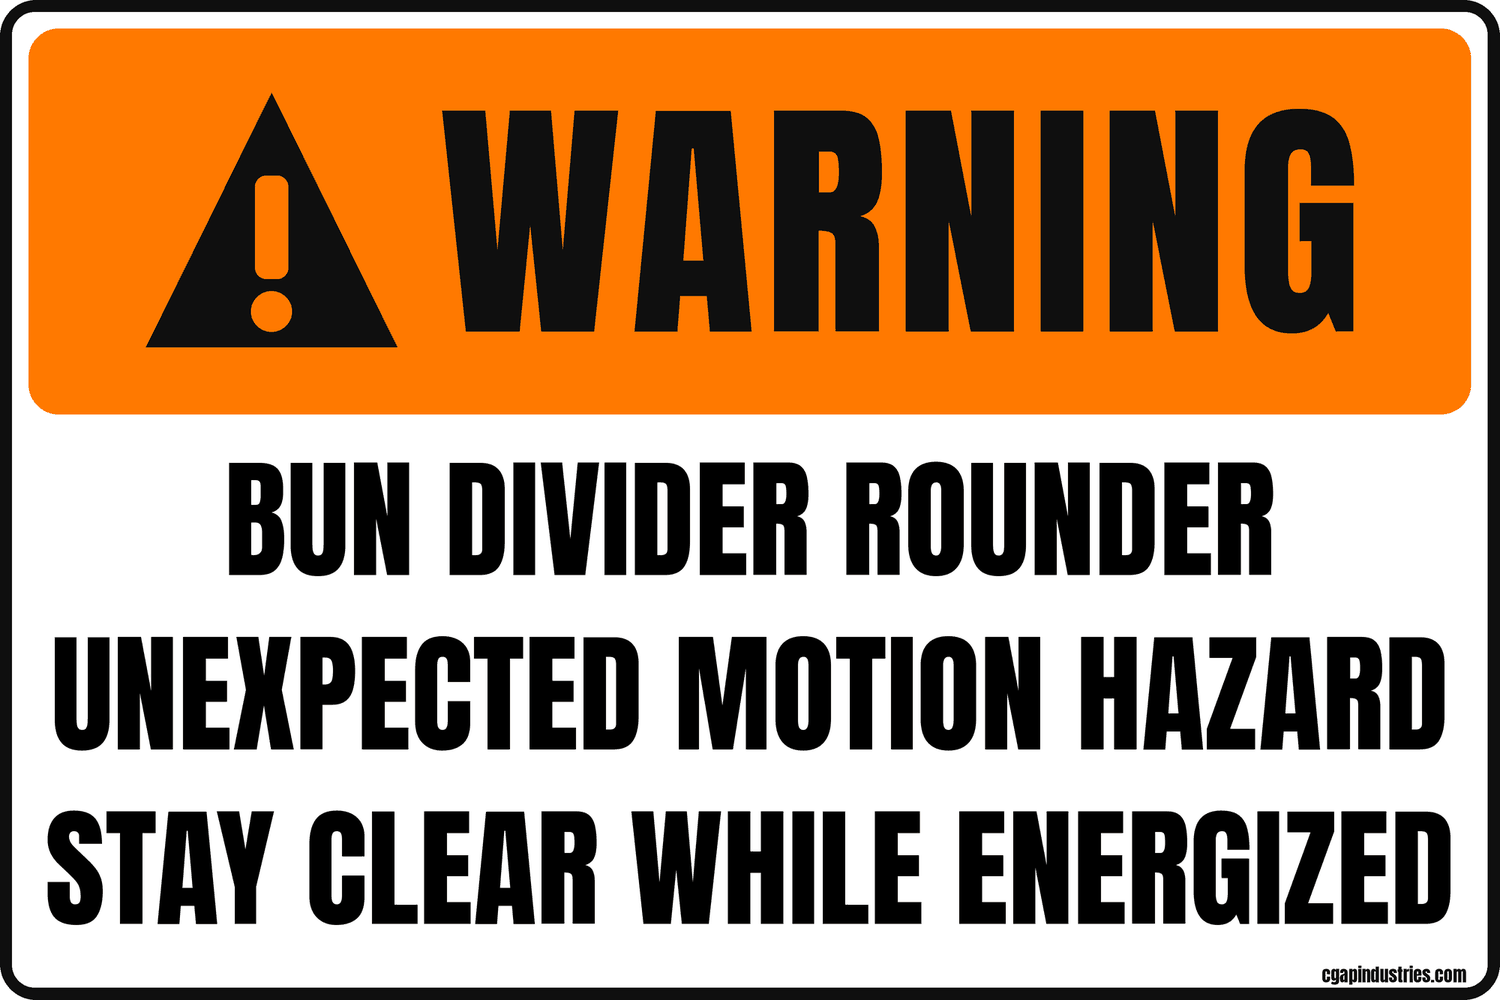 WARNING
BUN DIVIDER ROUNDER
UNEXPECTED MOTION HAZARD
STAY CLEAR WHILE ENERGIZED
cgapindustries.com